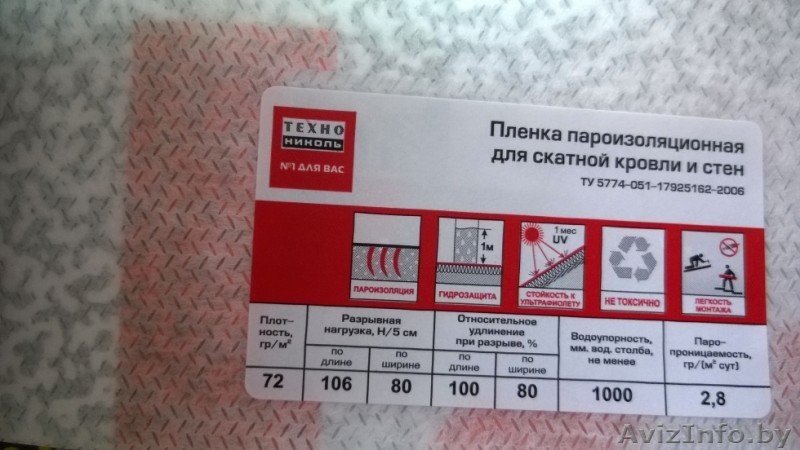 ТЕХНО
НИКОЛЬ
№1 ДЛЯ ВАС
Пленка пароизоляционная
для скатной кровли и стен
ТУ 5774-051-17925162-2006
ПАРОИЗОЛЯЦИЯ
1м
ГИДРОЗАЩИТА
1 мес
UV
СТОЙКОСТЬ К
УЛЬТРАФИОЛЕТУ
НЕ ТОКСИЧНО
ЛЕГКОСТЬ
МОНТАЖА
Плот-
ность,
гр/м²
Разрывная
нагрузка, Н/5 см
по
длине
по
ширине
Относительное
удлинение
при разрыве, %
по
длине
по
ширине
Водоупорность,
мм. вод. столба,
не менее
Паро-
проницаемость,
гр/(м² сут)
72
106
80
100
80
1000
2,8
AvizInfo.by